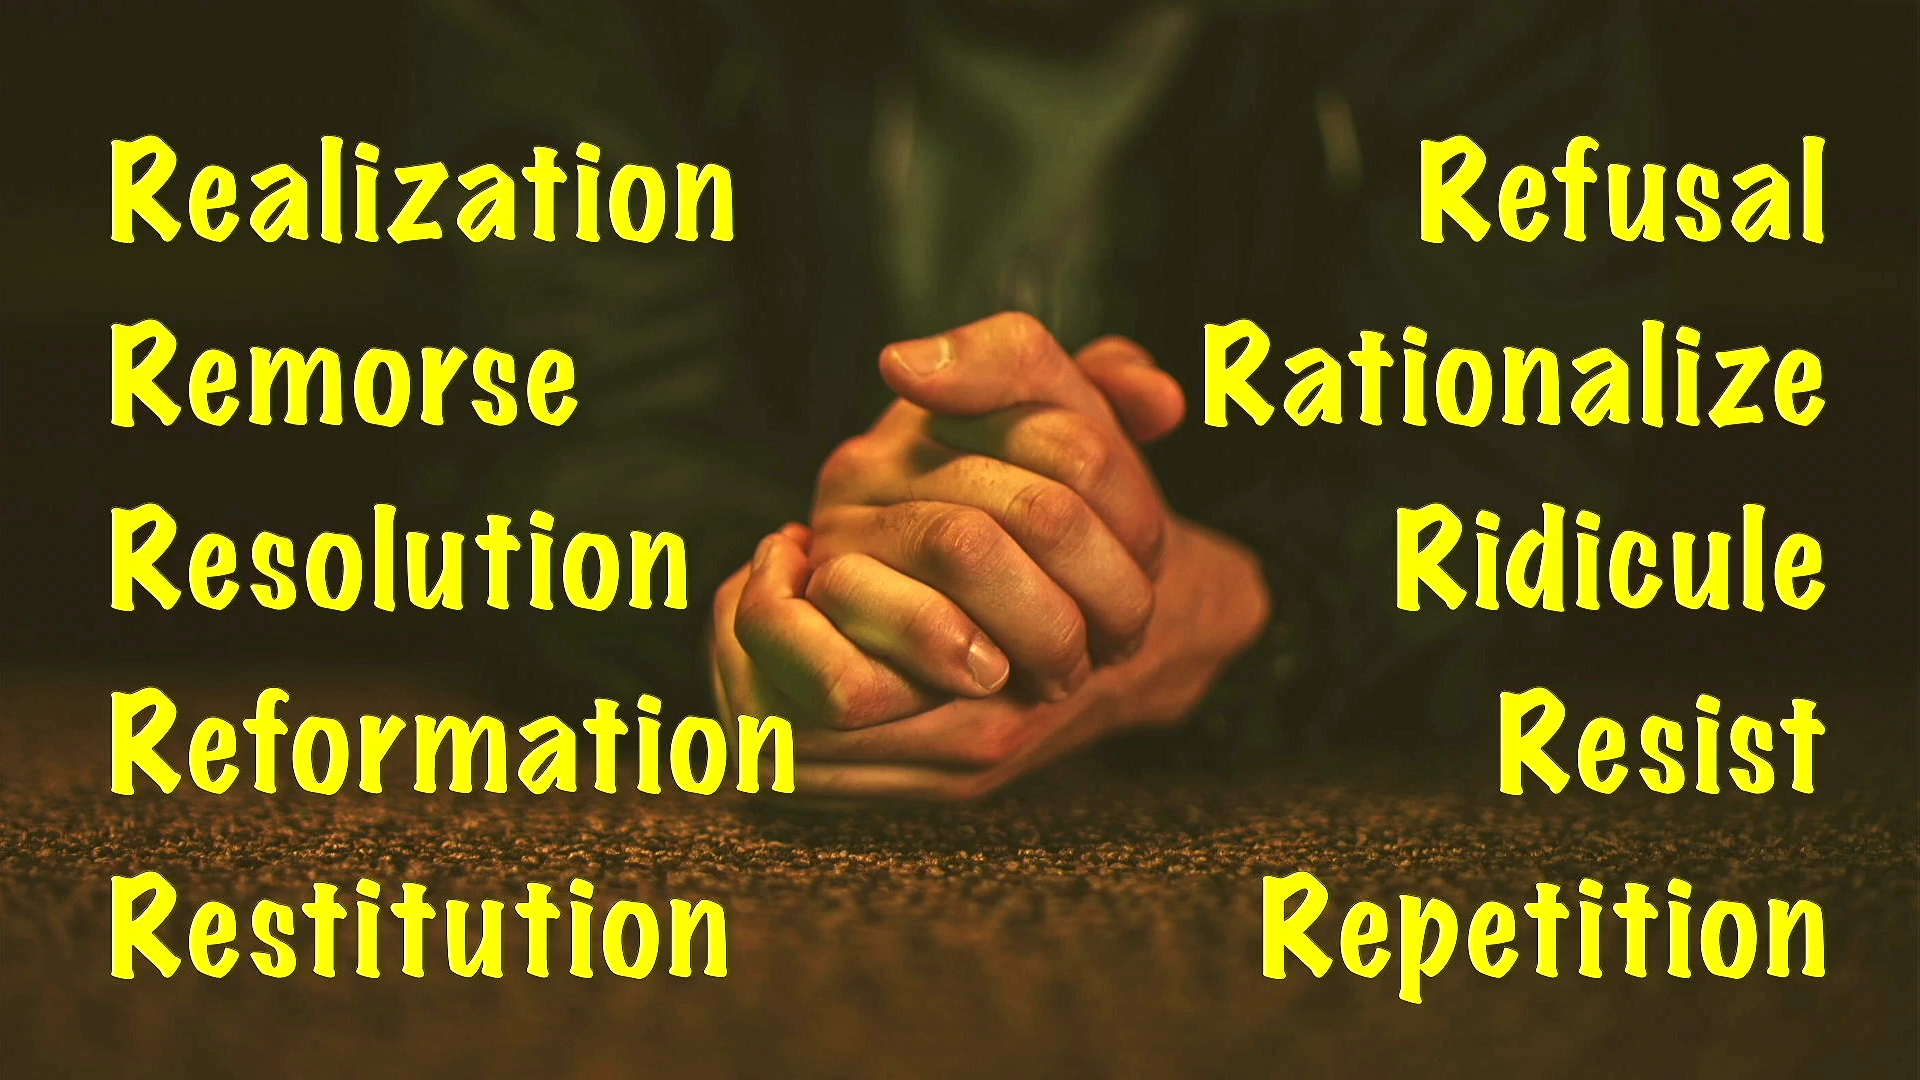 Realization
Remorse
Resolution
Reformation
Restitution
Refusal
Rationalize
Ridicule
Resist
Repetition